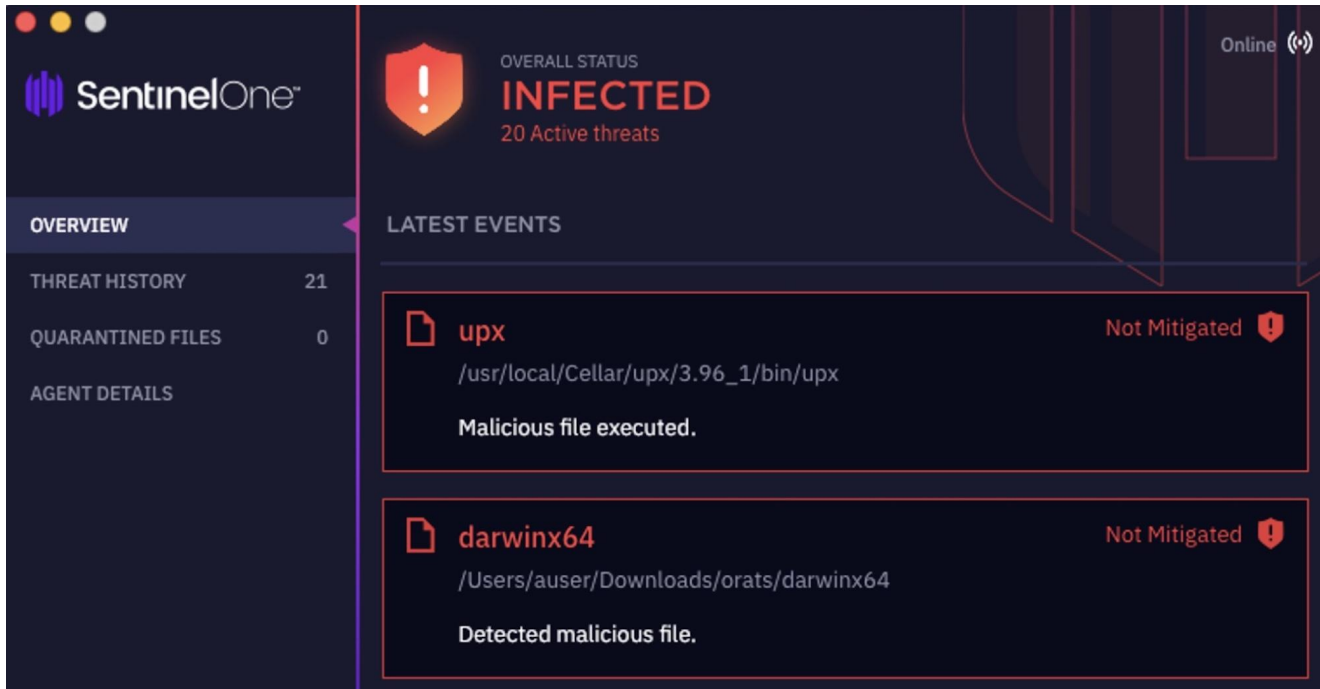 SentinelOne™
OVERALL STATUS
INFECTED
20 Active threats
Online
OVERVIEW
THREAT HISTORY 21
QUARANTINED FILES 0
AGENT DETAILS
LATEST EVENTS
upx
Not Mitigated
/usr/local/Cellar/upx/3.96_1/bin/upx
Malicious file executed.
darwinx64
Not Mitigated
/Users/auser/Downloads/orats/darwinx64
Detected malicious file.